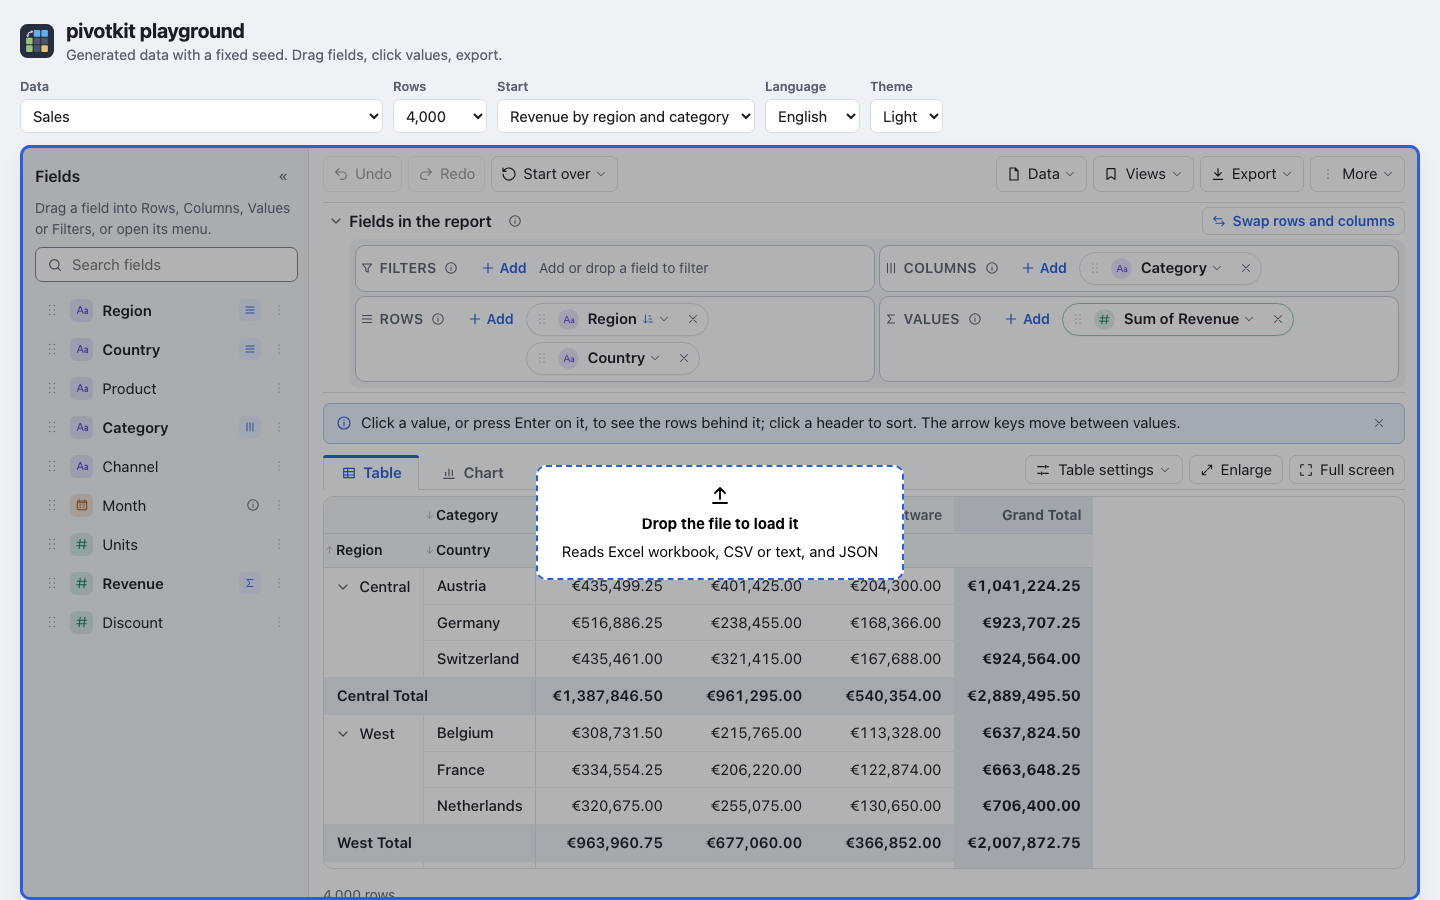 pivotkit playground
Generated data with a fixed seed. Drag fields, click values, export.
Data
Rows
Start
Language
Theme
Sales
4,000
Revenue by region and category
English
Light
Fields
«
Drag a field into Rows, Columns, Values
or Filters, or open its menu.
Search fields
Aa Region
Aa Country
Aa Product
Aa Category
Aa Channel
Month
# Units
# Revenue Σ
# Discount
Undo
Redo
Start over
Data
Views
Export
More
Fields in the report
Swap rows and columns
FILTERS
+ Add
Add or drop a field to filter
COLUMNS
+ Add
Aa Category
ROWS
+ Add
Aa Region
Aa Country
Σ VALUES
+ Add
# Sum of Revenue
Click a value, or press Enter on it, to see the rows behind it; click a header to sort. The arrow keys move between values.
Table
Chart
Table settings
Enlarge
Full screen
Drop the file to load it
Reads Excel workbook, CSV or text, and JSON
↓ Category
tware
Grand Total
↑ Region
↓ Country
Central Austria €435,499.25 €401,425.00 €204,300.00 €1,041,224.25
Germany €516,886.25 €238,455.00 €168,366.00 €923,707.25
Switzerland €435,461.00 €321,415.00 €167,688.00 €924,564.00
Central Total €1,387,846.50 €961,295.00 €540,354.00 €2,889,495.50
West Belgium €308,731.50 €215,765.00 €113,328.00 €637,824.50
France €334,554.25 €206,220.00 €122,874.00 €663,648.25
Netherlands €320,675.00 €255,075.00 €130,650.00 €706,400.00
West Total €963,960.75 €677,060.00 €366,852.00 €2,007,872.75
4,000 rows